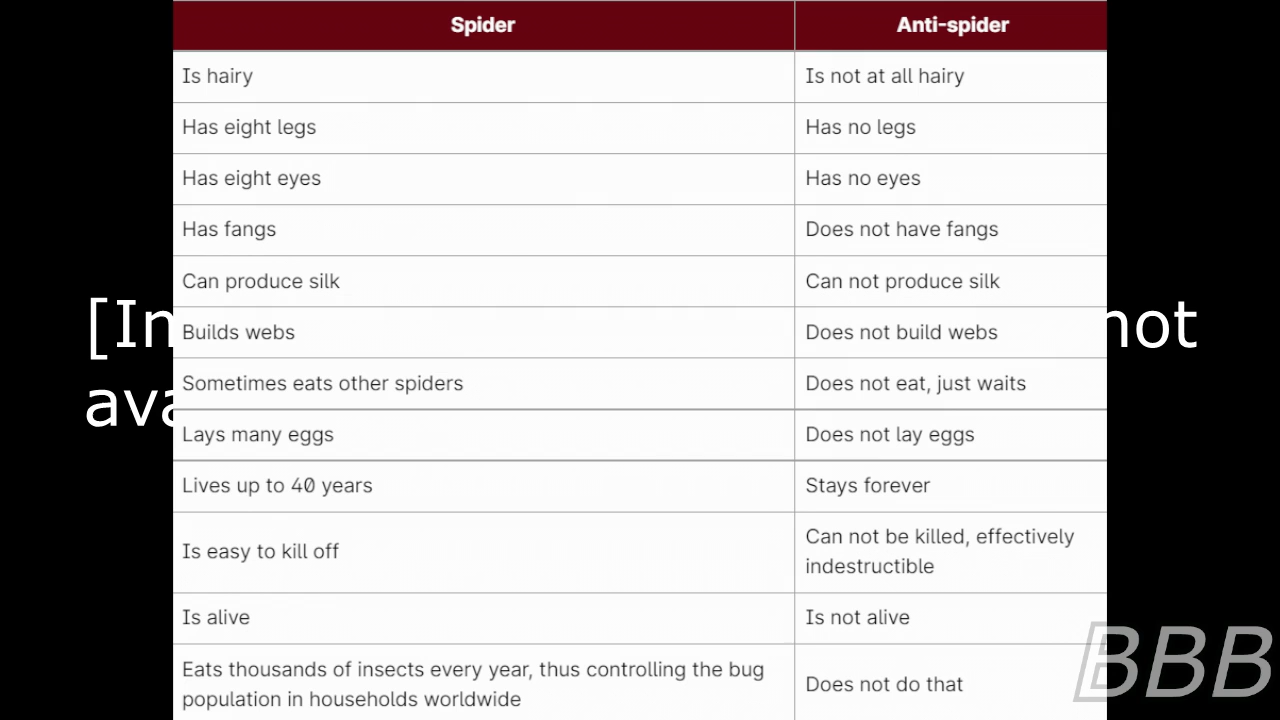 Spider Anti-spider
Is hairy Is not at all hairy
Has eight legs Has no legs
Has eight eyes Has no eyes
Has fangs Does not have fangs
Can produce silk Can not produce silk
Builds webs Does not build webs
not
Sometimes eats other spiders Does not eat, just waits
Lays many eggs Does not lay eggs
Lives up to 40 years Stays forever
Is easy to kill off Can not be killed, effectively
indestructible
Is alive Is not alive
Eats thousands of insects every year, thus controlling the bug
population in households worldwide Does not do that
BBB